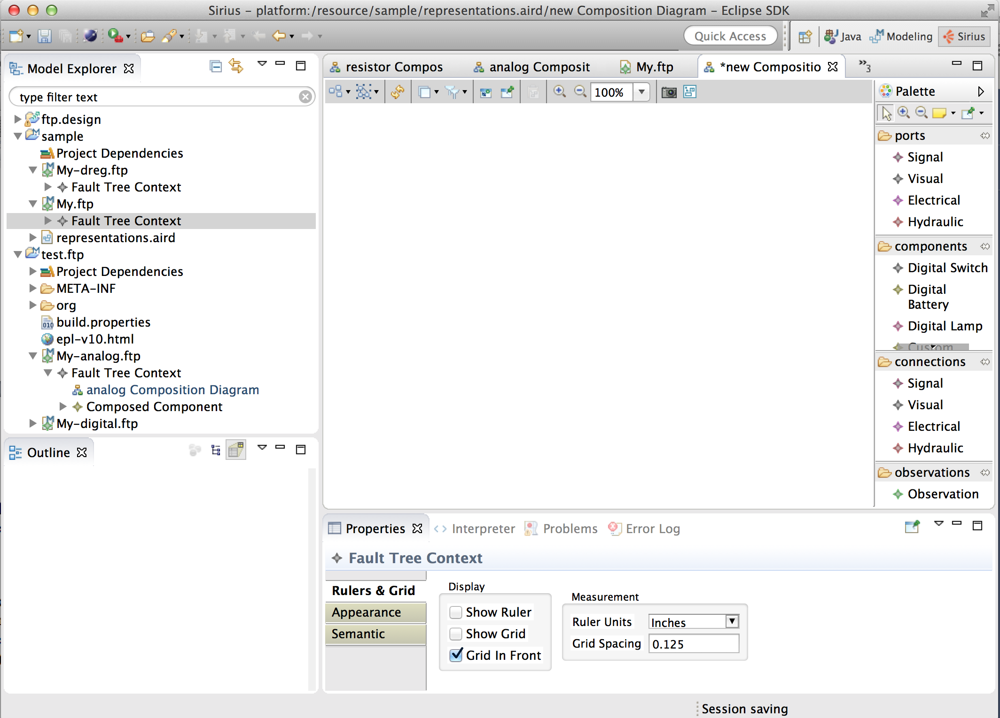 Sirius - platform:/resource/sample/representations.aird/new Composition Diagram - Eclipse SDK
Quick Access
Java
Modeling
Sirius
Model Explorer
type filter text
ftp.design
sample
Project Dependencies
My-dreg.ftp
Fault Tree Context
My.ftp
Fault Tree Context
representations.aird
test.ftp
Project Dependencies
META-INF
org
build.properties
epl-v10.html
My-analog.ftp
Fault Tree Context
analog Composition Diagram
Composed Component
My-digital.ftp
Outline
resistor Compos
analog Composit
My.ftp
*new Compositio
»3
100%
Palette
ports
Signal
Visual
Electrical
Hydraulic
components
Digital Switch
Digital
Battery
Digital Lamp
Custom
connections
Signal
Visual
Electrical
Hydraulic
observations
Observation
Properties
Interpreter
Problems
Error Log
Fault Tree Context
Rulers & Grid
Appearance
Semantic
Display
Show Ruler
Show Grid
Grid In Front
Measurement
Ruler Units
Inches
Grid Spacing
0.125
Session saving